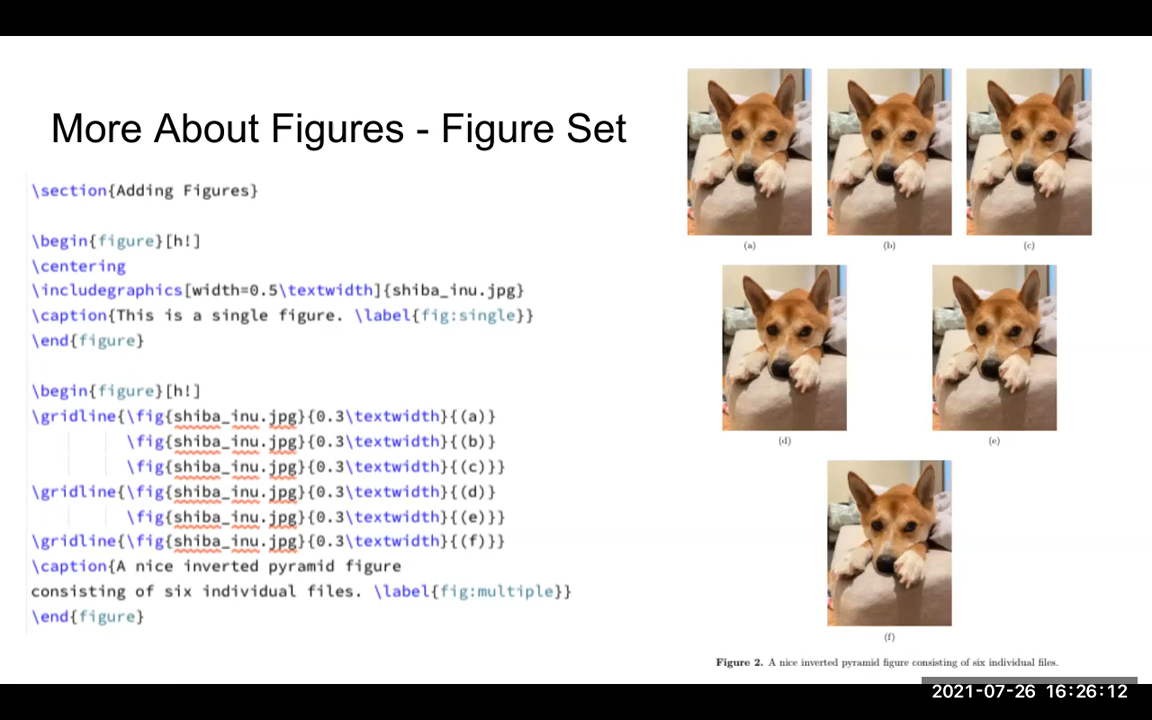 More About Figures - Figure Set
\section{Adding Figures}
\begin{figure}[h!]
\centering
\includegraphics[width=0.5\textwidth]{shiba_inu.jpg}
\caption{This is a single figure. \label{fig:single}}
\end{figure}
\begin{figure}[h!]
\gridline{\fig{shiba_inu.jpg}{0.3\textwidth}{(a)}
\fig{shiba_inu.jpg}{0.3\textwidth}{(b)}
\fig{shiba_inu.jpg}{0.3\textwidth}{(c)}}
\gridline{\fig{shiba_inu.jpg}{0.3\textwidth}{(d)}
\fig{shiba_inu.jpg}{0.3\textwidth}{(e)}}
\gridline{\fig{shiba_inu.jpg}{0.3\textwidth}{(f)}}
\caption{A nice inverted pyramid figure
consisting of six individual files. \label{fig:multiple}}
\end{figure}
(a) (b) (c)
(d) (e)
(f)
Figure 2. A nice inverted pyramid figure consisting of six individual files.
2021-07-26 16:26:12